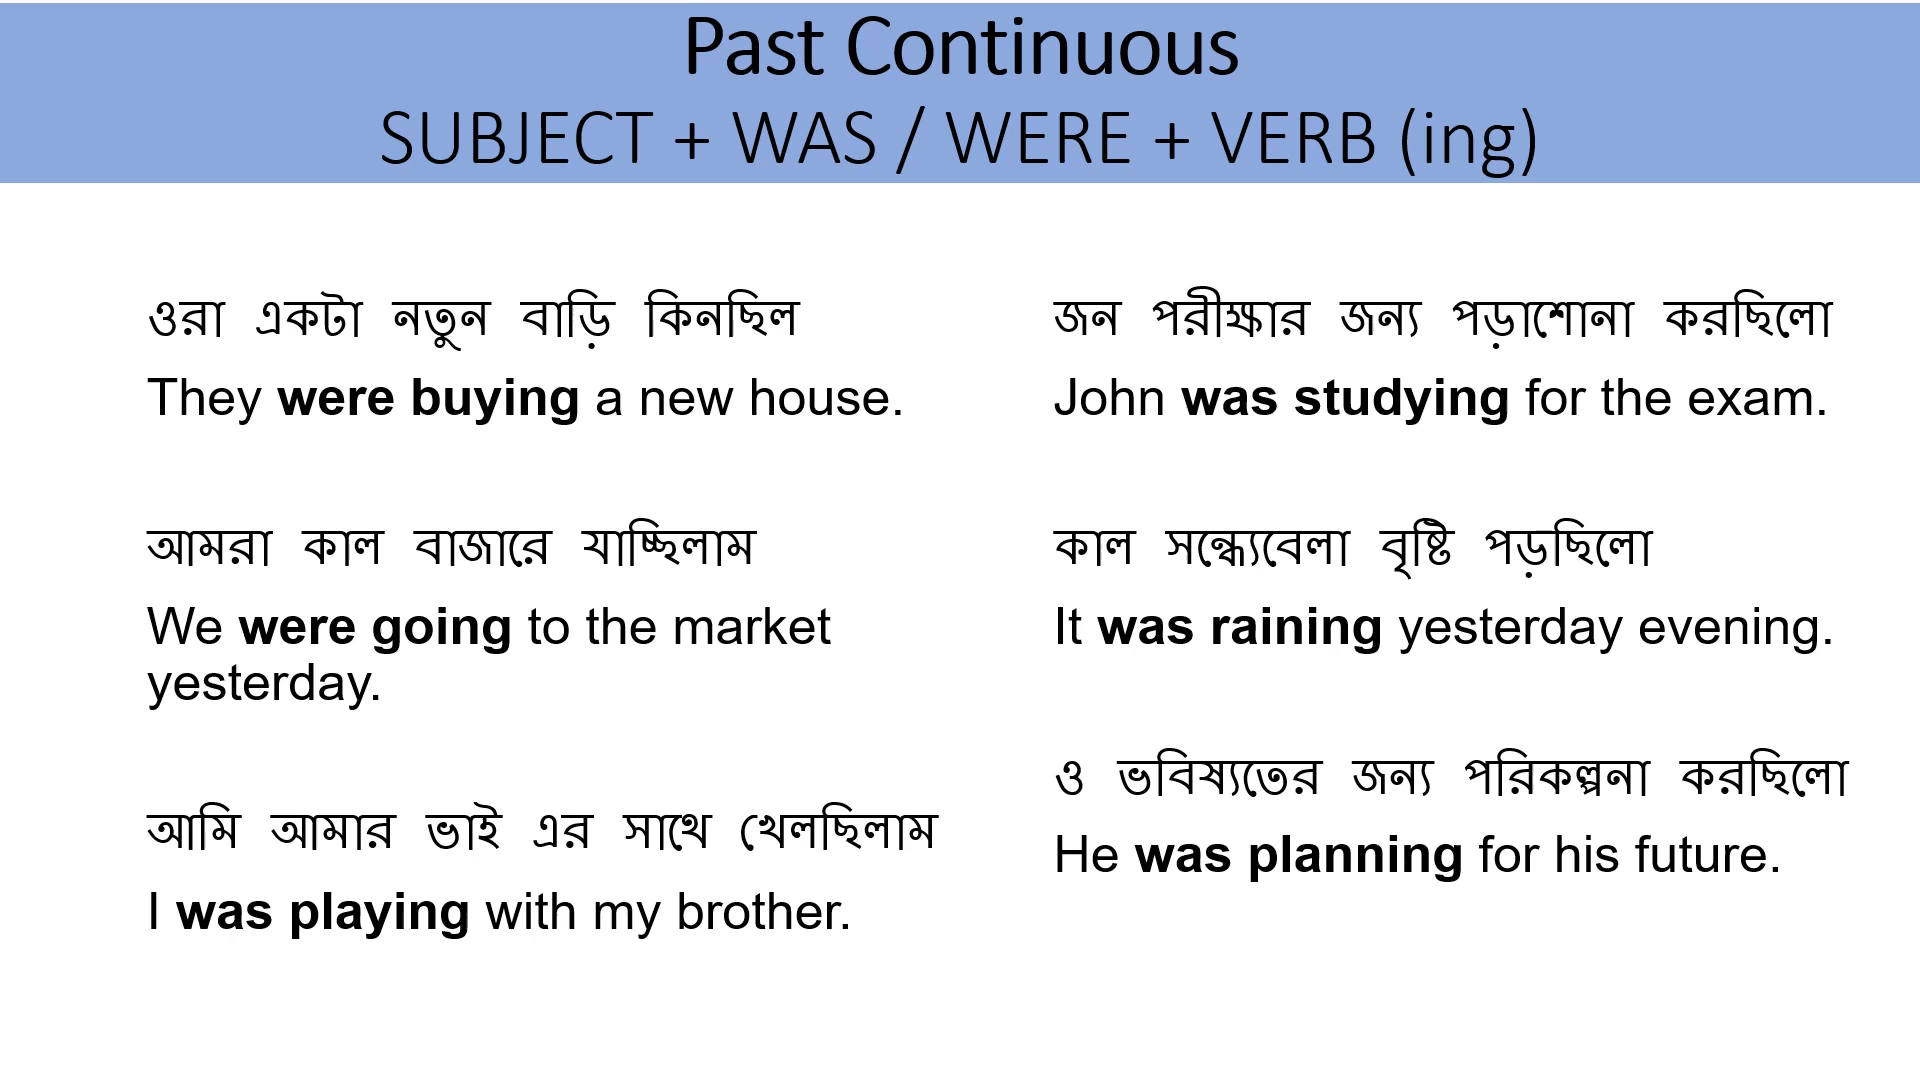 Past Continuous
SUBJECT + WAS / WERE + VERB (ing)
ওরা একটা নতুন বাড়ি কিনছিল
They were buying a new house.
আমরা কাল বাজারে যাচ্ছিলাম
We were going to the market
yesterday.
আমি আমার ভাই এর সাথে খেলছিলাম
I was playing with my brother.
জন পরীক্ষার জন্য পড়াশোনা করছিলো
John was studying for the exam.
কাল সন্ধ্যেবেলা বৃষ্টি পড়ছিলো
It was raining yesterday evening.
ও ভবিষ্যতের জন্য পরিকল্পনা করছিলো
He was planning for his future.